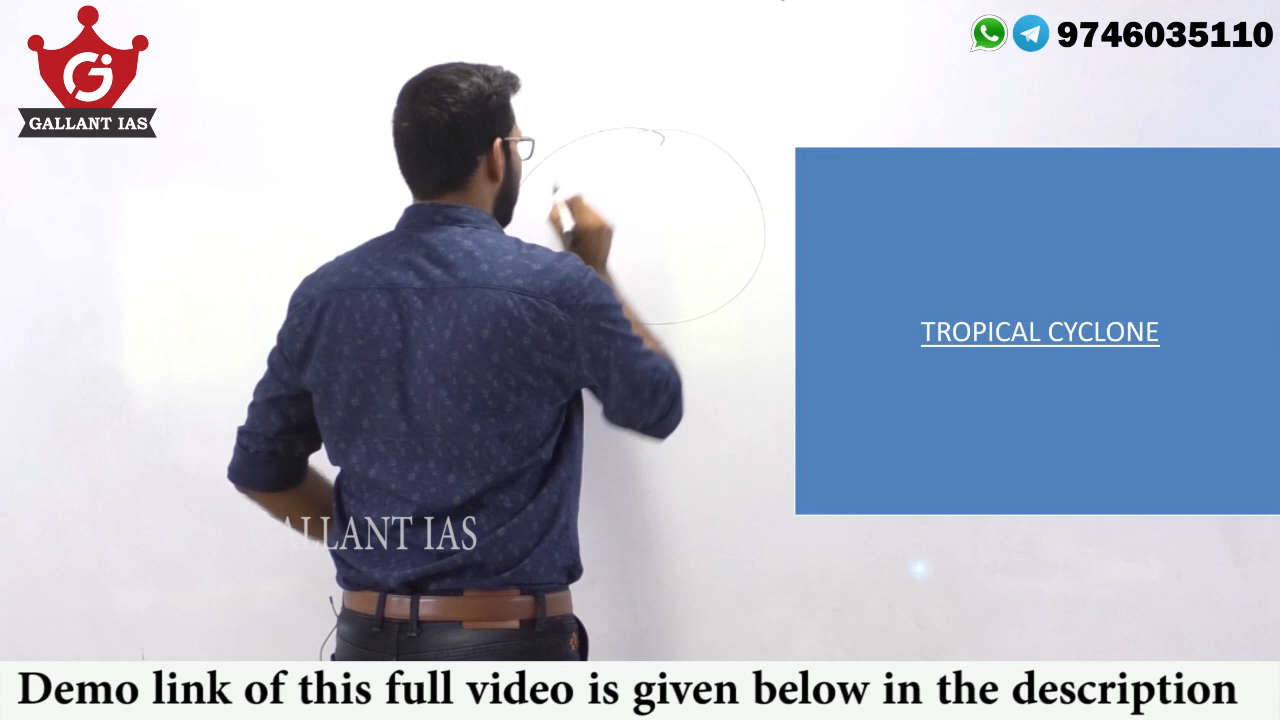 GALLANT IAS
9746035110
TROPICAL CYCLONE
ALLANT IAS
Demo link of this full video is given below in the description